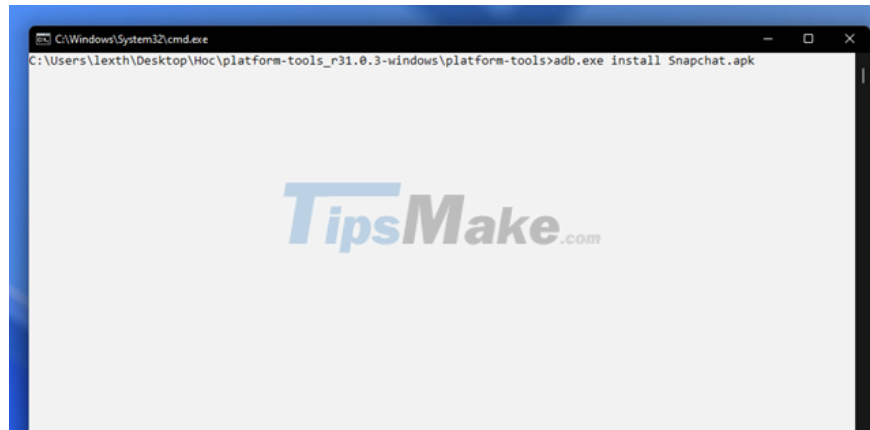 C:\Windows\System32\cmd.exe
C:\Users\lexth\Desktop\Hoc\platform-tools_r31.0.3-windows\platform-tools>adb.exe install Snapchat.apk
TipsMake.com